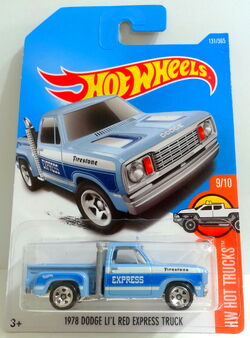 131/365
HOT WHEELS
DODGE
Firestone
EXPRESS
9/10
HW HOT TRUCKS
Firestone
EXPRESS
1978 DODGE LI'L RED EXPRESS TRUCK
3+